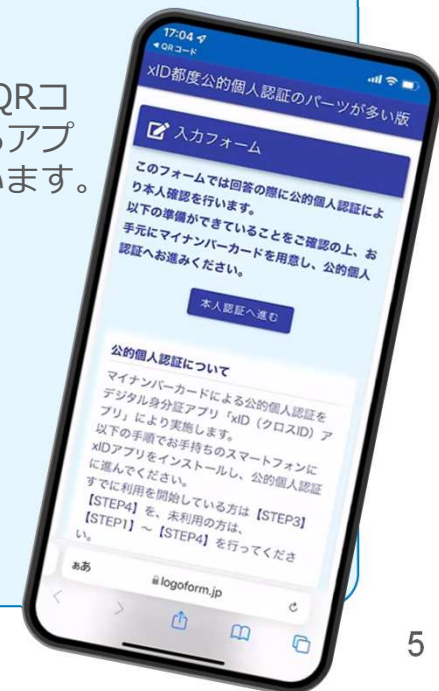 QRコ
るアプ
います。
17:04
◀ QRコード
xID都度公的個人認証のパーツが多い版
入力フォーム
このフォームでは回答の際に公的個人認証によ
り本人確認を行います。
以下の準備ができていることをご確認の上、お
手元にマイナンバーカードを用意し、公的個人
認証へお進みください。
本人認証へ進む
公的個人認証について
マイナンバーカードによる公的個人認証を
デジタル身分証アプリ「xID（クロスID）ア
プリ」により実施します。
以下の手順でお手持ちのスマートフォンに
xIDアプリをインストールし、公的個人認証
に進んでください。
すでに利用を開始している方は【STEP3】
【STEP4】を、未利用の方は、
【STEP1】～【STEP4】を行ってくださ
い。
ぁあ
logoform.jp
5